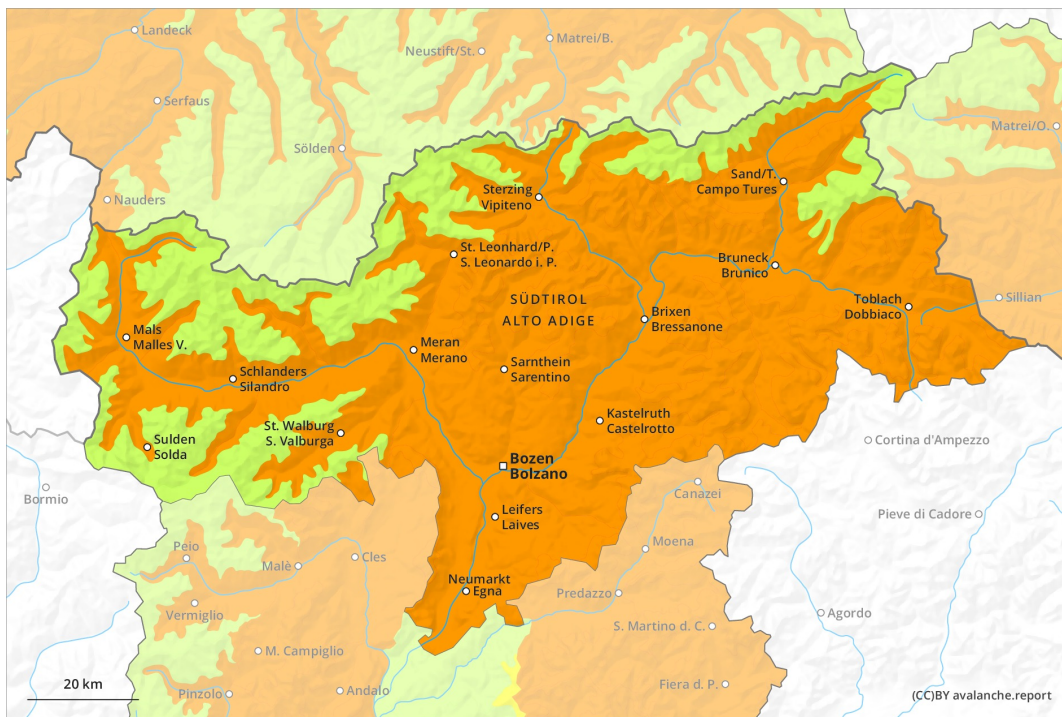 Landeck
Matrei/B.
Neustift/St.
Serfaus
Matrei/O.
Sölden
Sand/T.
Campo Tures
Sterzing
Vipiteno
Nauders
St. Leonhard/P.
S. Leonardo i. P.
Bruneck
Brunico
SÜDTIROL
ALTO ADIGE
Toblach
Dobbiaco
Sillian
Brixen
Bressanone
Mals
Malles V.
Meran
Merano
Sarnthein
Sarentino
Schlanders
Silandro
Kastelruth
Castelrotto
St. Walburg
S. Valburga
Sulden
Solda
Cortina d'Ampezzo
Bozen
Bolzano
Bormio
Canazei
Leifers
Laives
Pieve di Cadore
Moena
Peio
Cles
Malè
Neumarkt
Egna
Predazzo
Vermiglio
Agordo
S. Martino d. C.
M. Campiglio
20 km
Pinzolo
Andalo
Fiera d. P.
(CC)BY avalanche.report